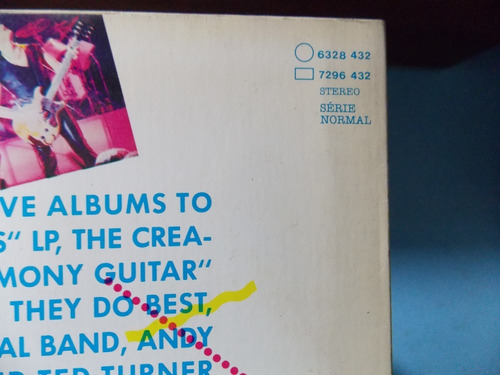 6328 432
7296 432
STEREO
SÉRIE
NORMAL
VE ALBUMS TO
S“ LP, THE CREA-
MONY GUITAR“
THEY DO BEST,
AL BAND, ANDY
TED TURNER